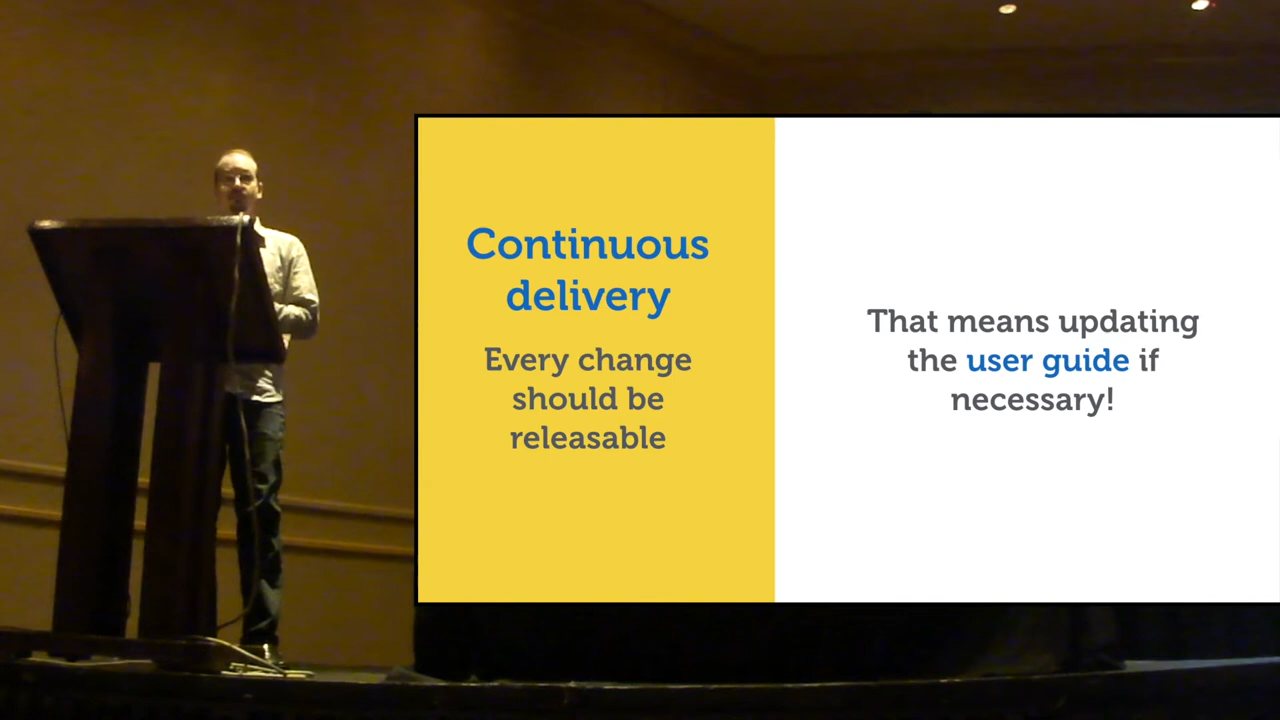 Continuous
delivery
Every change
should be
releasable
That means updating
the user guide if
necessary!